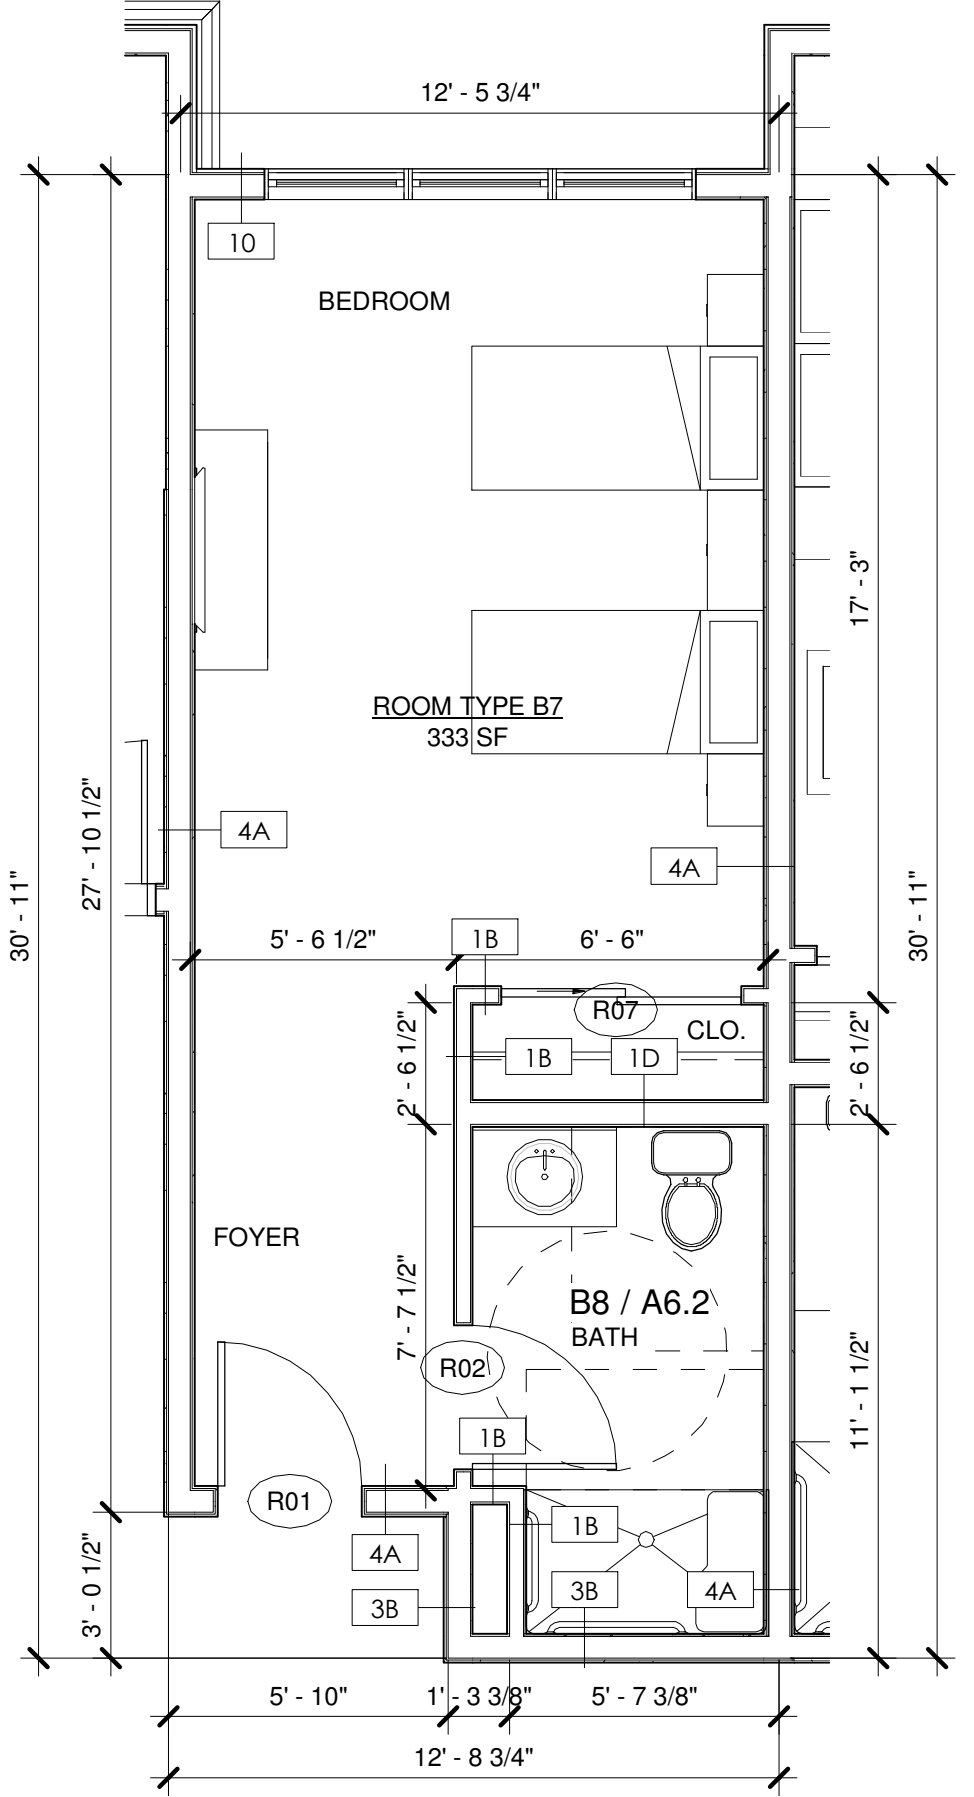 12' - 5 3/4"
10
BEDROOM
17' - 3"
ROOM TYPE B7
333 SF
4A
27' - 10 1/2"
4A
30' - 11"
30' - 11"
5' - 6 1/2"
1B
6' - 6"
R07
CLO.
2' - 6 1/2"
1B
1D
2' - 6 1/2"
FOYER
7' - 7 1/2"
B8 / A6.2
BATH
R02
11' - 1 1/2"
1B
R01
1B
4A
3' - 0 1/2"
3B
3B
4A
5' - 10"
1' - 3 3/8"
5' - 7 3/8"
12' - 8 3/4"